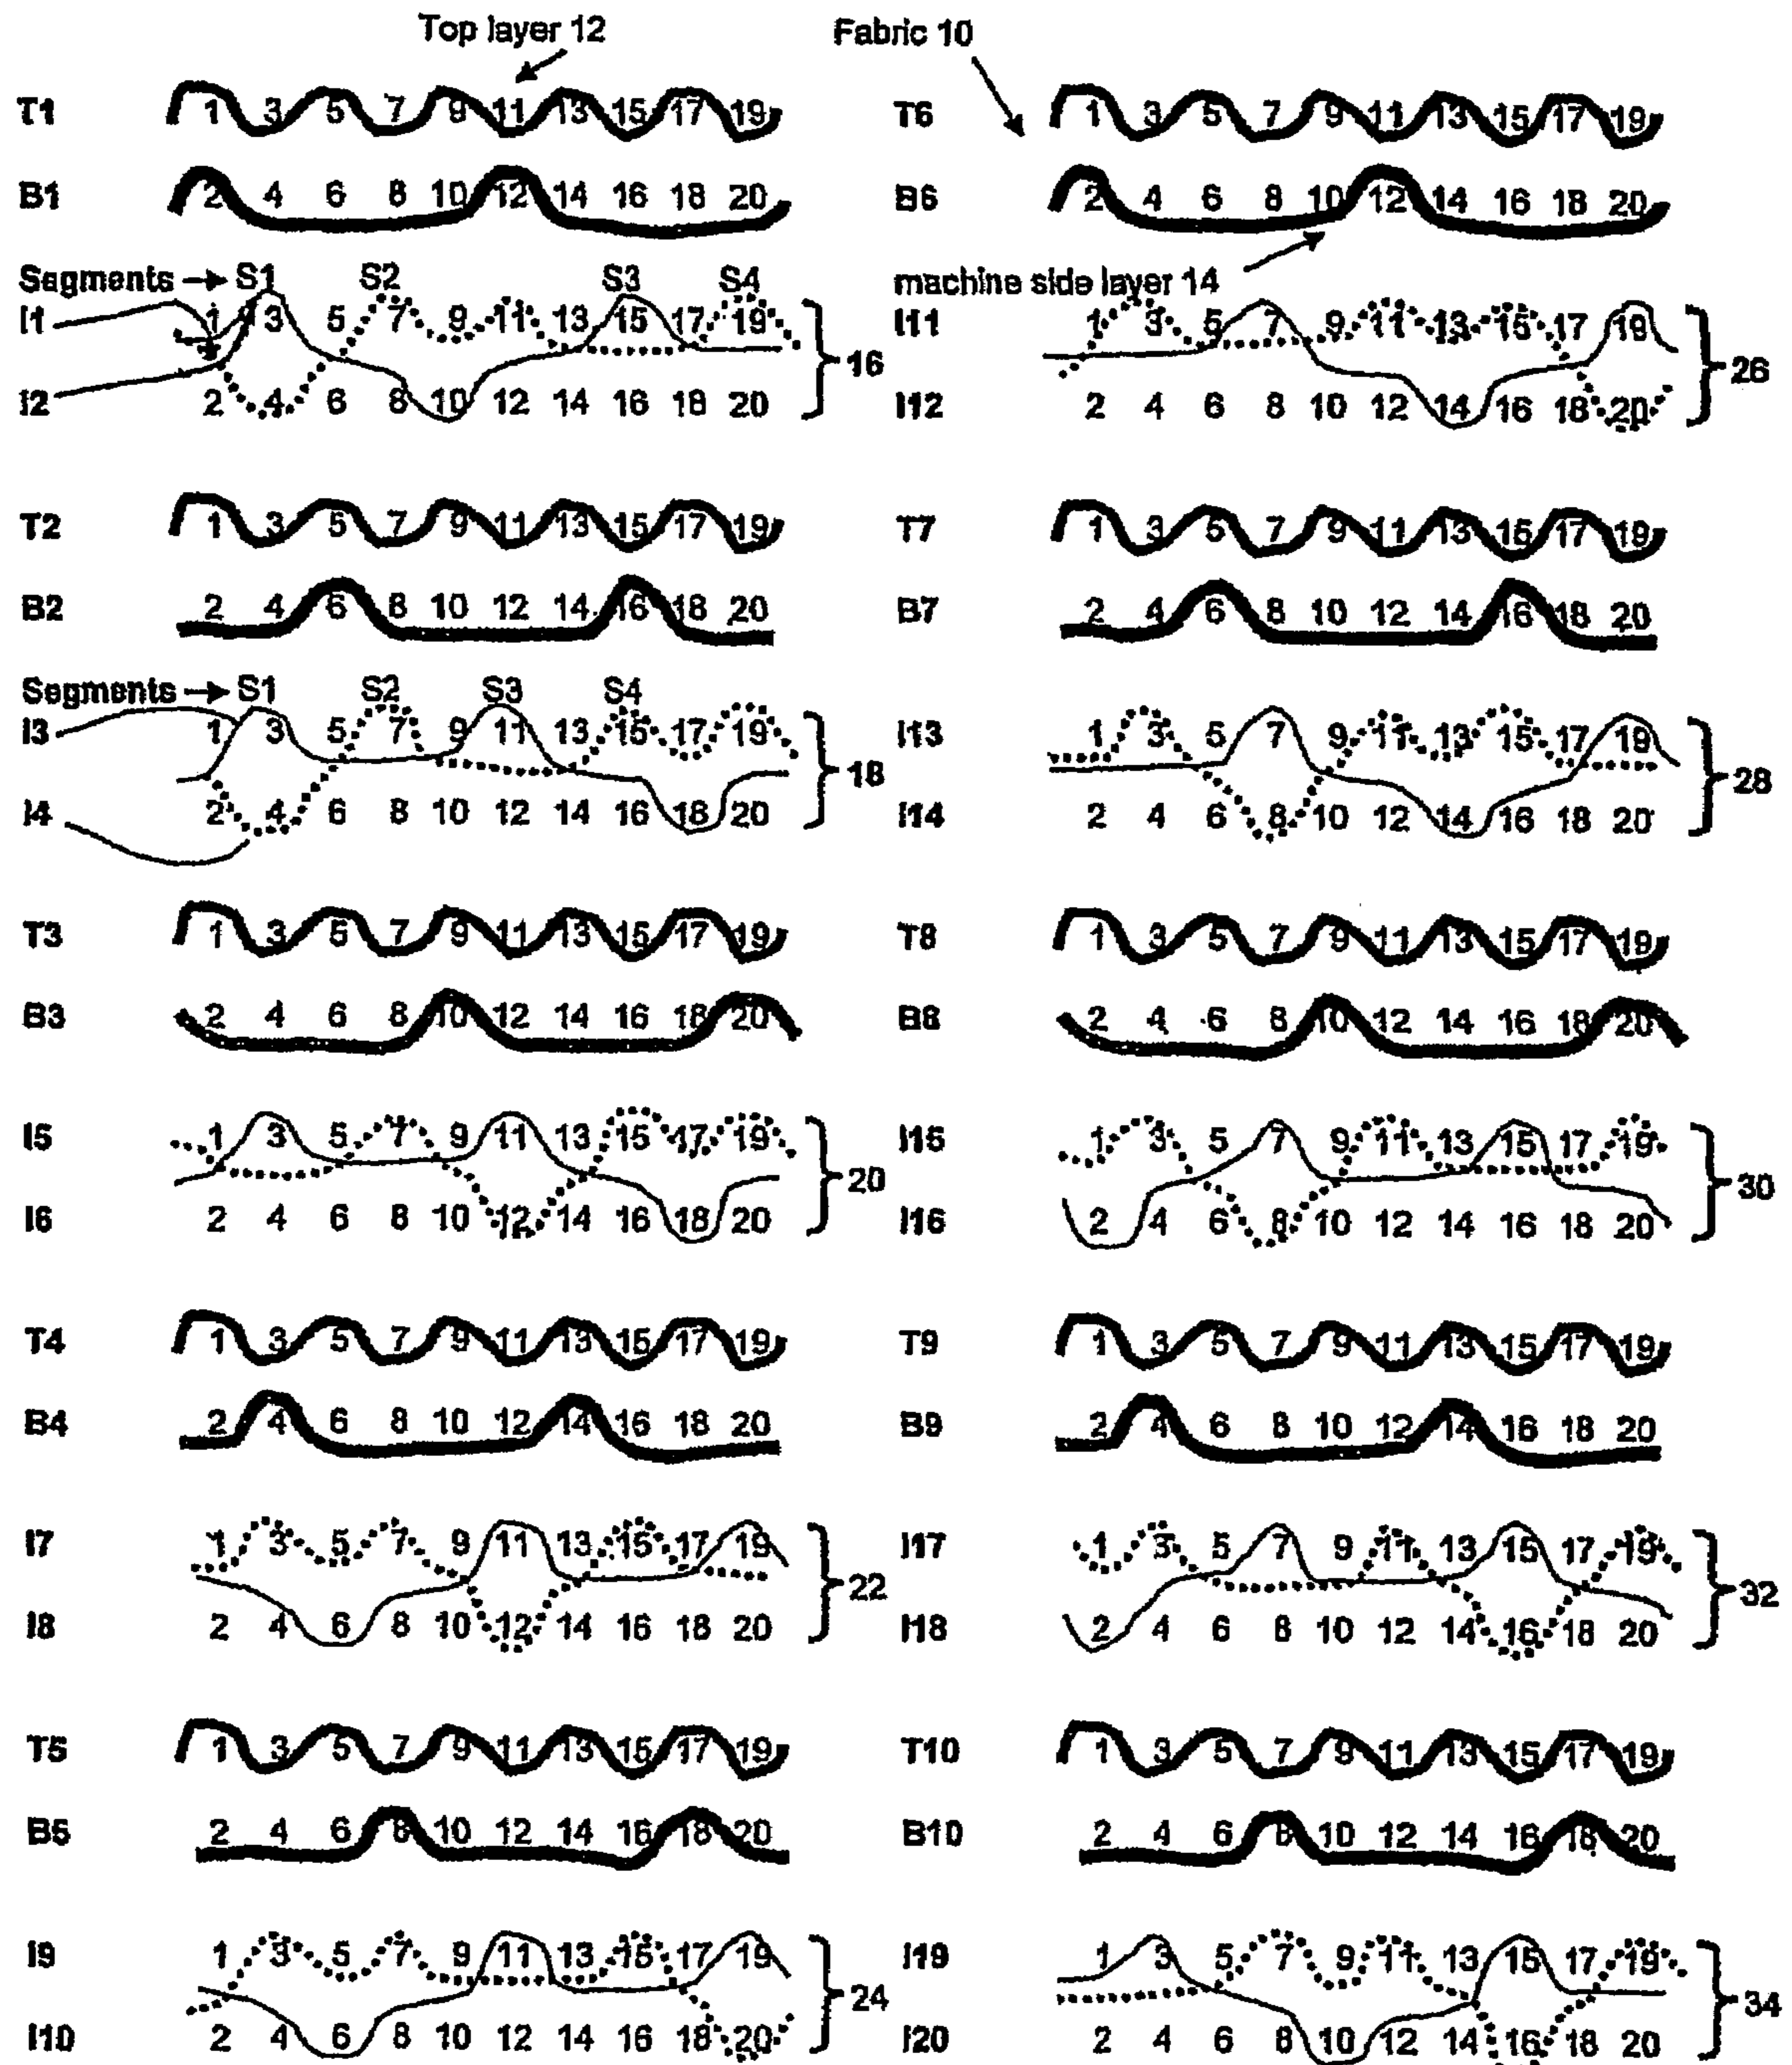 Top layer 12
Fabric 10
T1 1 3 5 7 9 11 13 15 17 19
B1 2 4 6 8 10 12 14 16 18 20
Segments S1 S2 S3 S4
I1 1 3 5 7 9 11 13 15 17 19
16
I2 2 4 6 8 10 12 14 16 18 20
T2 1 3 5 7 9 11 13 15 17 19
B2 2 4 6 8 10 12 14 16 18 20
Segments S1 S2 S3 S4
I3 1 3 5 7 9 11 13 15 17 19
18
I4 2 4 6 8 10 12 14 16 18 20
T3 1 3 5 7 9 11 13 15 17 19
B3 2 4 6 8 10 12 14 16 18 20
I5 1 3 5 7 9 11 13 15 17 19
20
I6 2 4 6 8 10 12 14 16 18 20
T4 1 3 5 7 9 11 13 15 17 19
B4 2 4 6 8 10 12 14 16 18 20
I7 1 3 5 7 9 11 13 15 17 19
22
I8 2 4 6 8 10 12 14 16 18 20
T5 1 3 5 7 9 11 13 15 17 19
B5 2 4 6 8 10 12 14 16 18 20
I9 1 3 5 7 9 11 13 15 17 19
24
I10 2 4 6 8 10 12 14 16 18 20
T6 1 3 5 7 9 11 13 15 17 19
B6 2 4 6 8 10 12 14 16 18 20
machine side layer 14
I11 1 3 5 7 9 11 13 15 17 19
26
I12 2 4 6 8 10 12 14 16 18 20
T7 1 3 5 7 9 11 13 15 17 19
B7 2 4 6 8 10 12 14 16 18 20
I13 1 3 5 7 9 11 13 15 17 19
28
I14 2 4 6 8 10 12 14 16 18 20
T8 1 3 5 7 9 11 13 15 17 19
B8 2 4 6 8 10 12 14 16 18 20
I16 1 3 5 7 9 11 13 15 17 19
30
I16 2 4 6 8 10 12 14 16 18 20
T9 1 3 5 7 9 11 13 15 17 19
B9 2 4 6 8 10 12 14 16 18 20
I17 1 3 5 7 9 11 13 15 17 19
32
I18 2 4 6 8 10 12 14 16 18 20
T10 1 3 5 7 9 11 13 15 17 19
B10 2 4 6 8 10 12 14 16 18 20
I19 1 3 5 7 9 11 13 15 17 19
34
I20 2 4 6 8 10 12 14 16 18 20